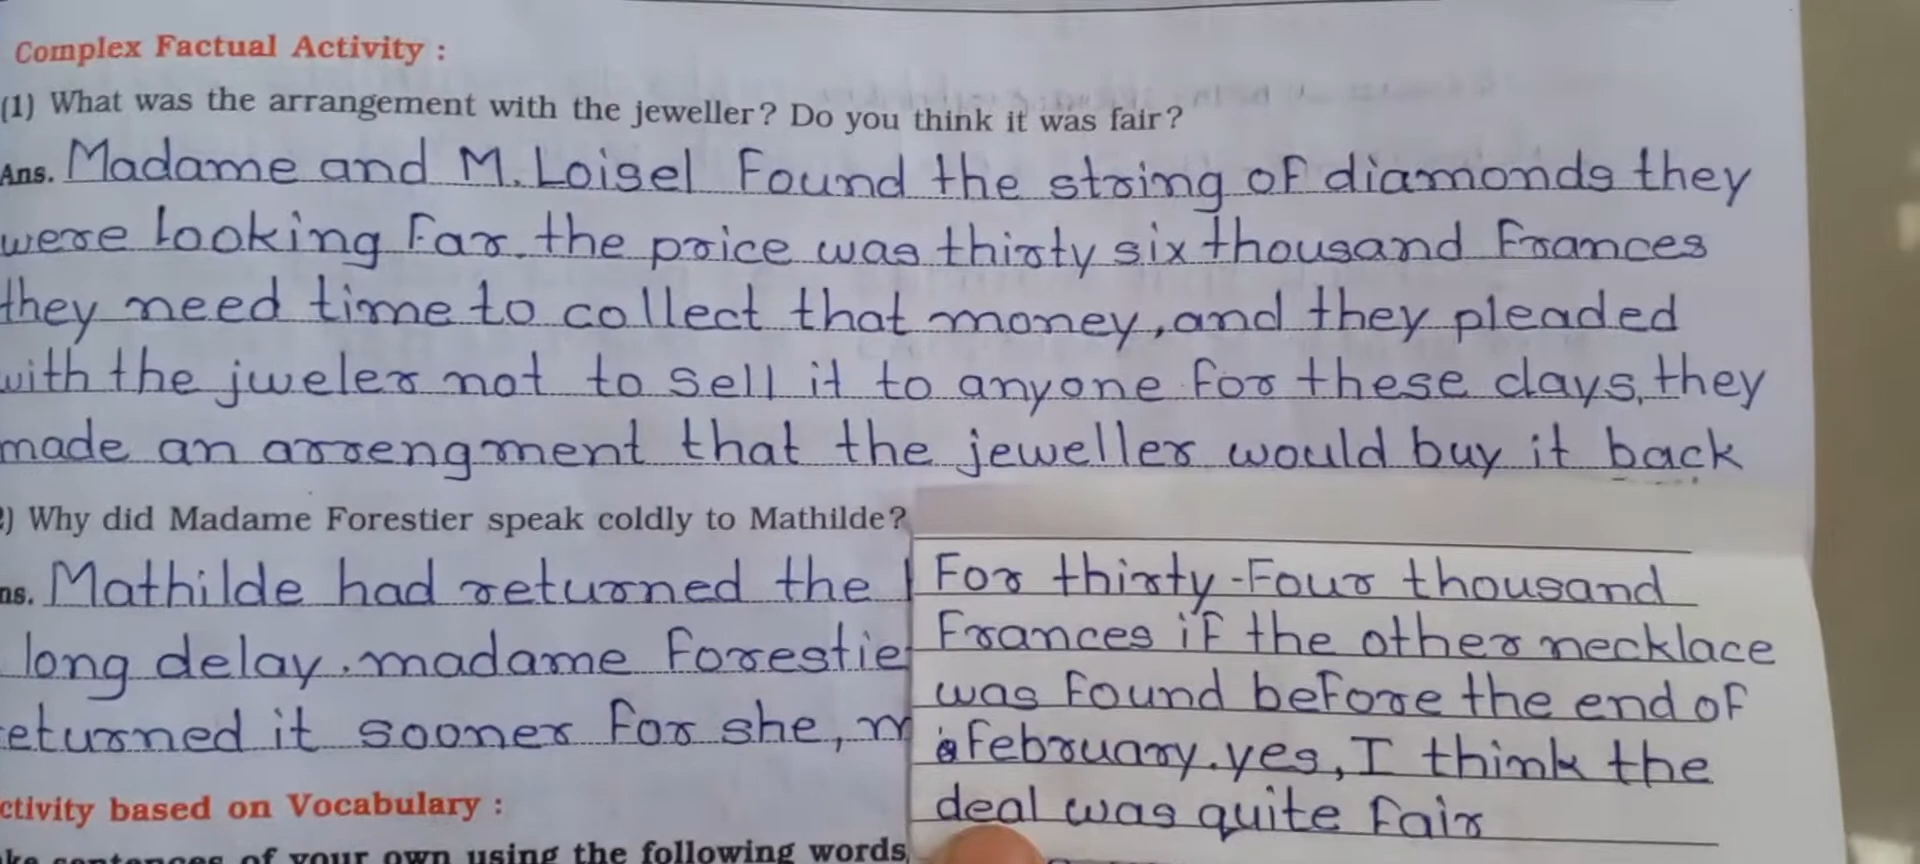 Complex Factual Activity :
(1) What was the arrangement with the jeweller? Do you think it was fair?
Ans. Madame and M. Loisel Found the string of diamonds they
were looking Far. the price was thirty six thousand Frances
they need time to collect that money, and they pleaded
with the jweler not to sell it to anyone for these days, they
made an arrengment that the jeweller would buy it back
For thirty-Four thousand
Frances if the other necklace
was found before the end of
february. yes, I think the
deal was quite fair
) Why did Madame Forestier speak coldly to Mathilde?
ns. Mathilde had returned the
long delay. madame Forestie
eturned it sooner For she, m
ctivity based on Vocabulary :
ke sentences of your own using the following words